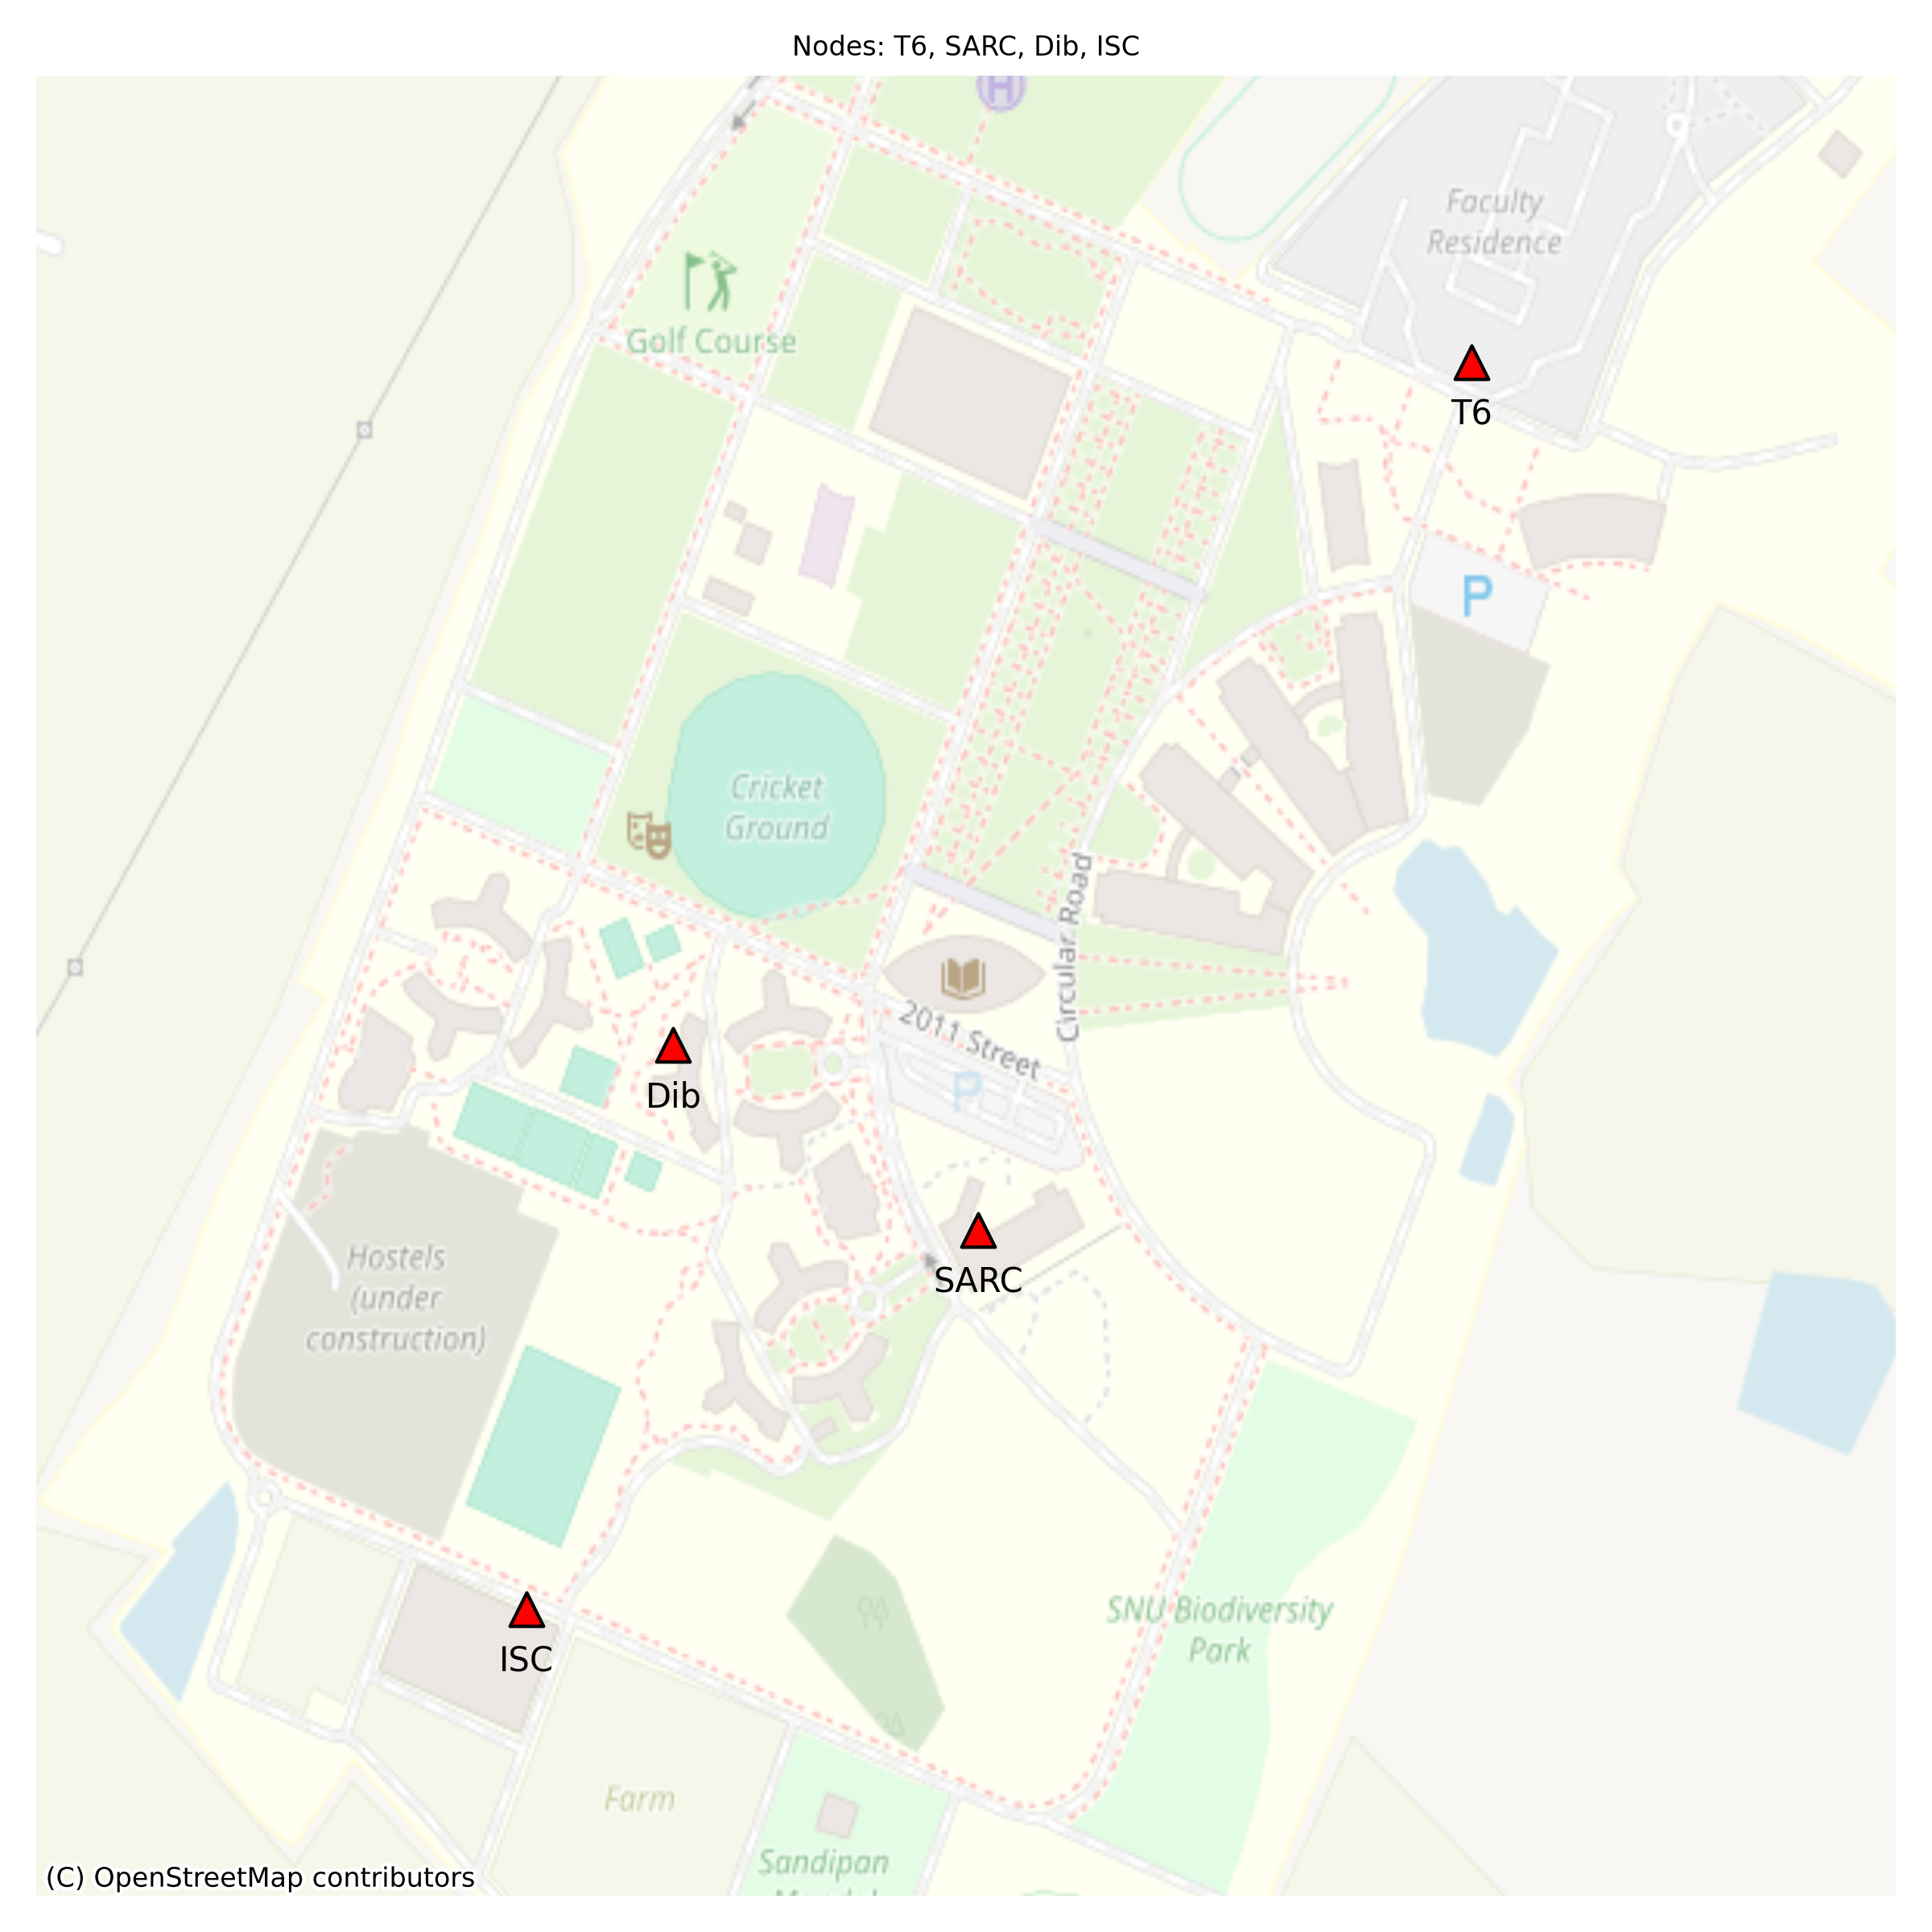 Nodes: T6, SARC, Dib, ISC
H
Faculty
Residence
Golf Course
T6
P
Cricket
Ground
Circular Road
2011 Street
P
Dib
SARC
Hostels
(under
construction)
ISC
SNU Biodiversity
Park
Farm
Sandipan
(C) OpenStreetMap contributors